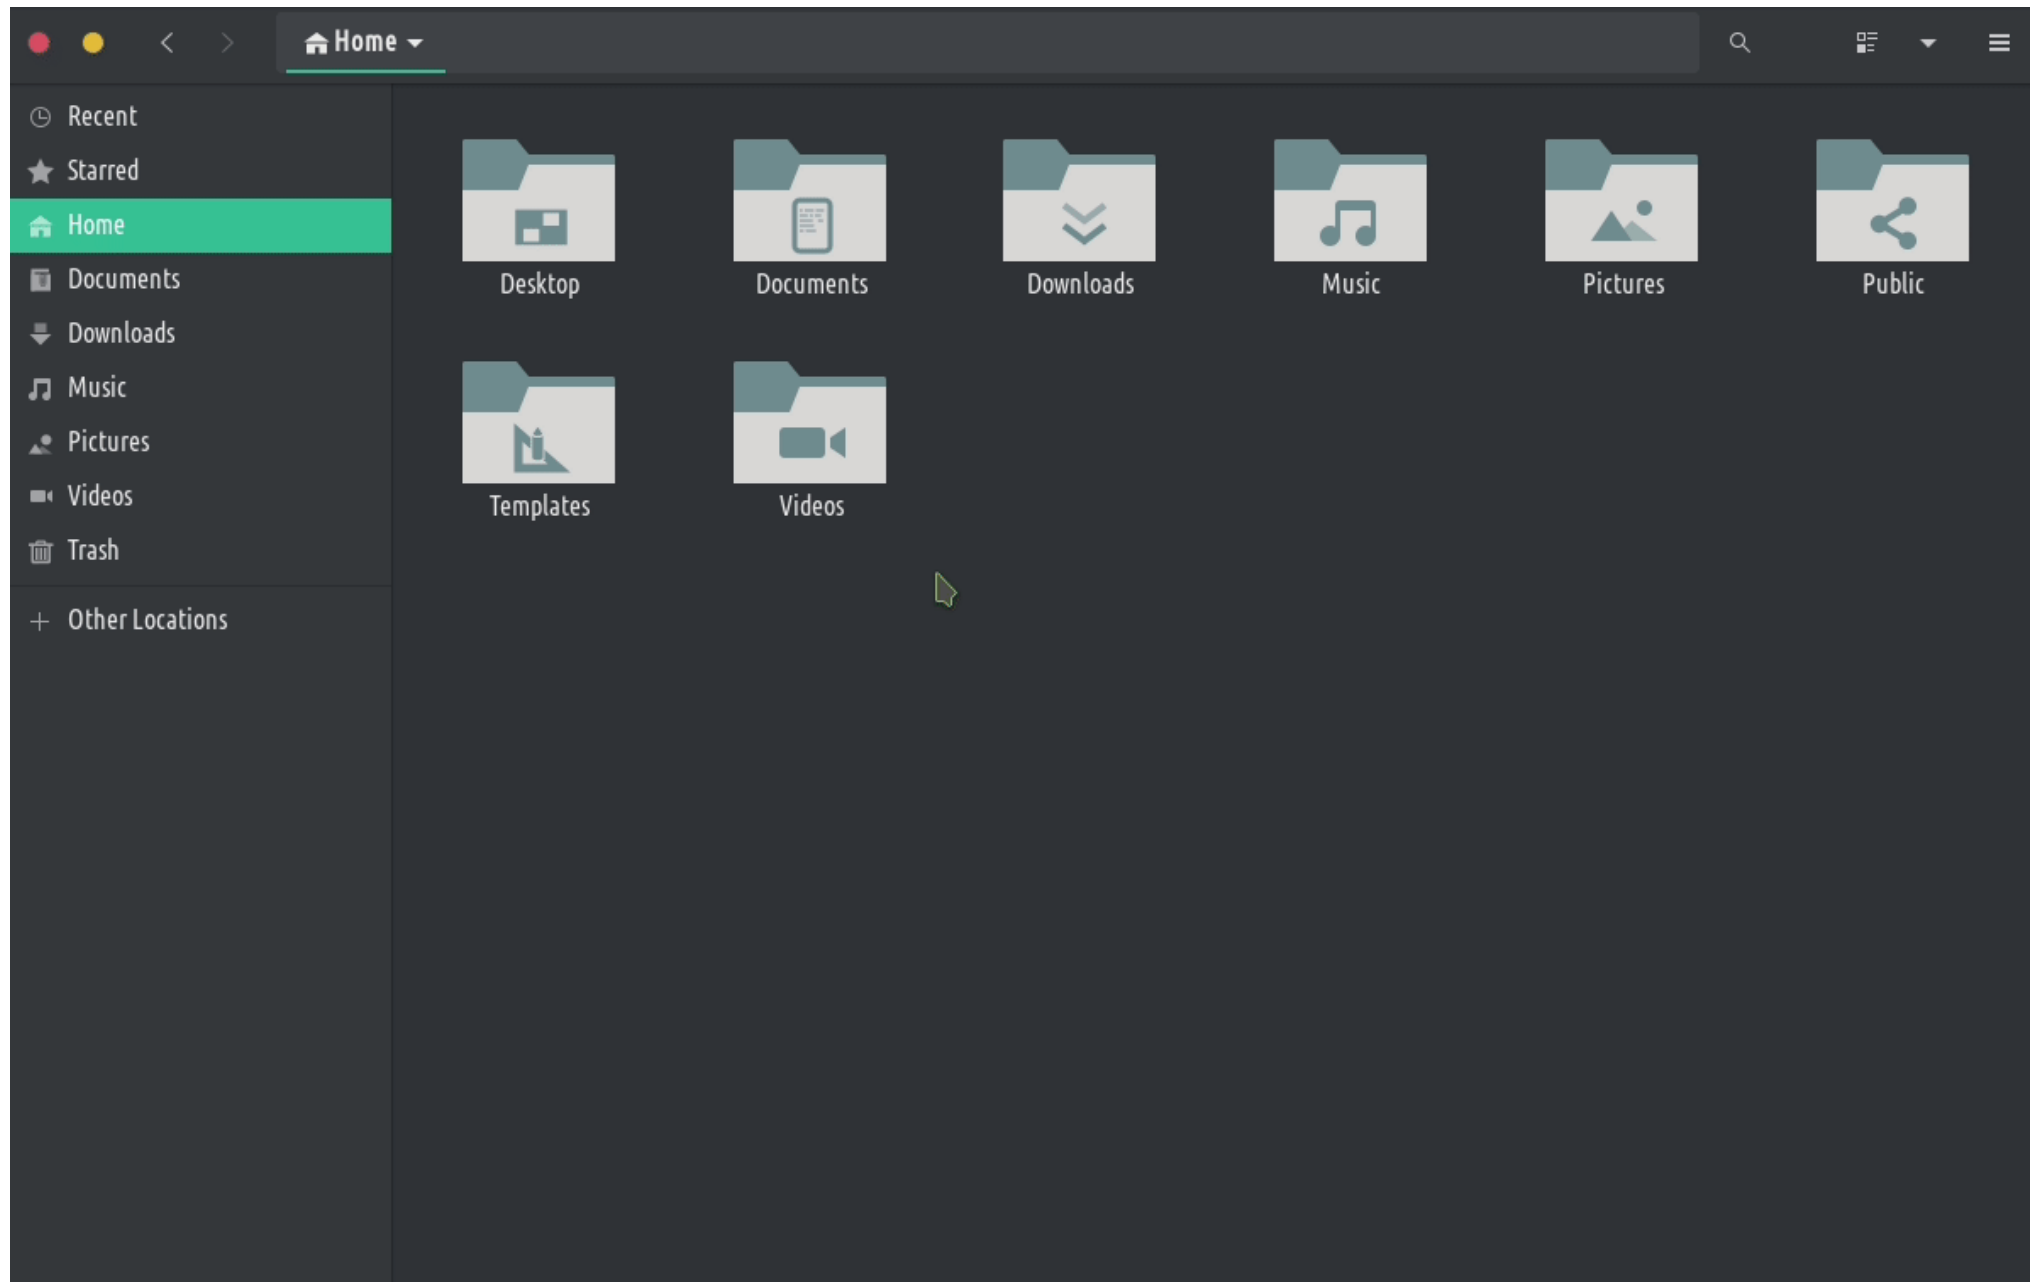 Home
Recent
Starred
Home
Documents
Downloads
Music
Pictures
Videos
Trash
Other Locations
Desktop
Documents
Downloads
Music
Pictures
Public
Templates
Videos